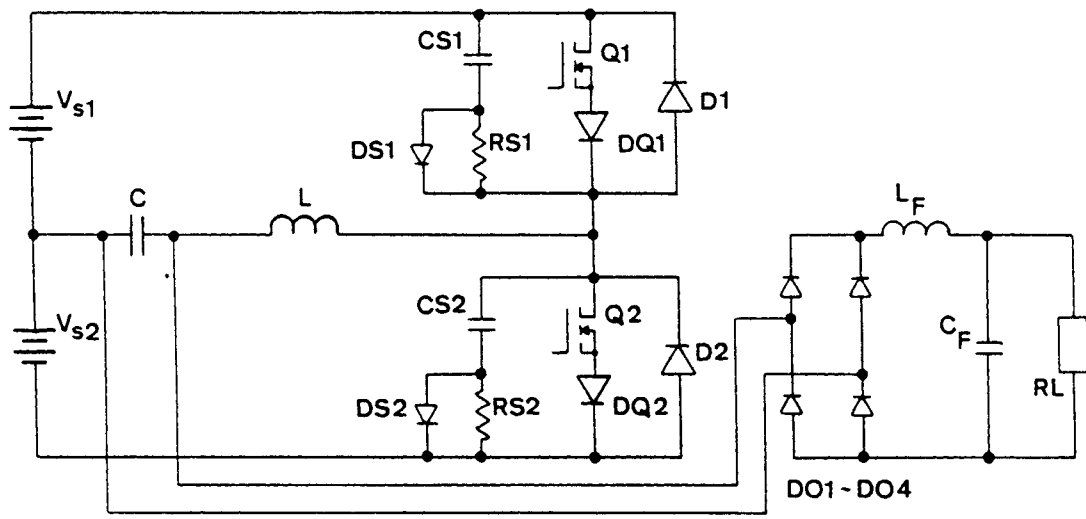 CS1
Q1
Vs1
D1
DS1
RS1
DQ1
C
L
LF
CS2
Q2
Vs2
D2
CF
DS2
RS2
DQ2
RL
DO1~DO4